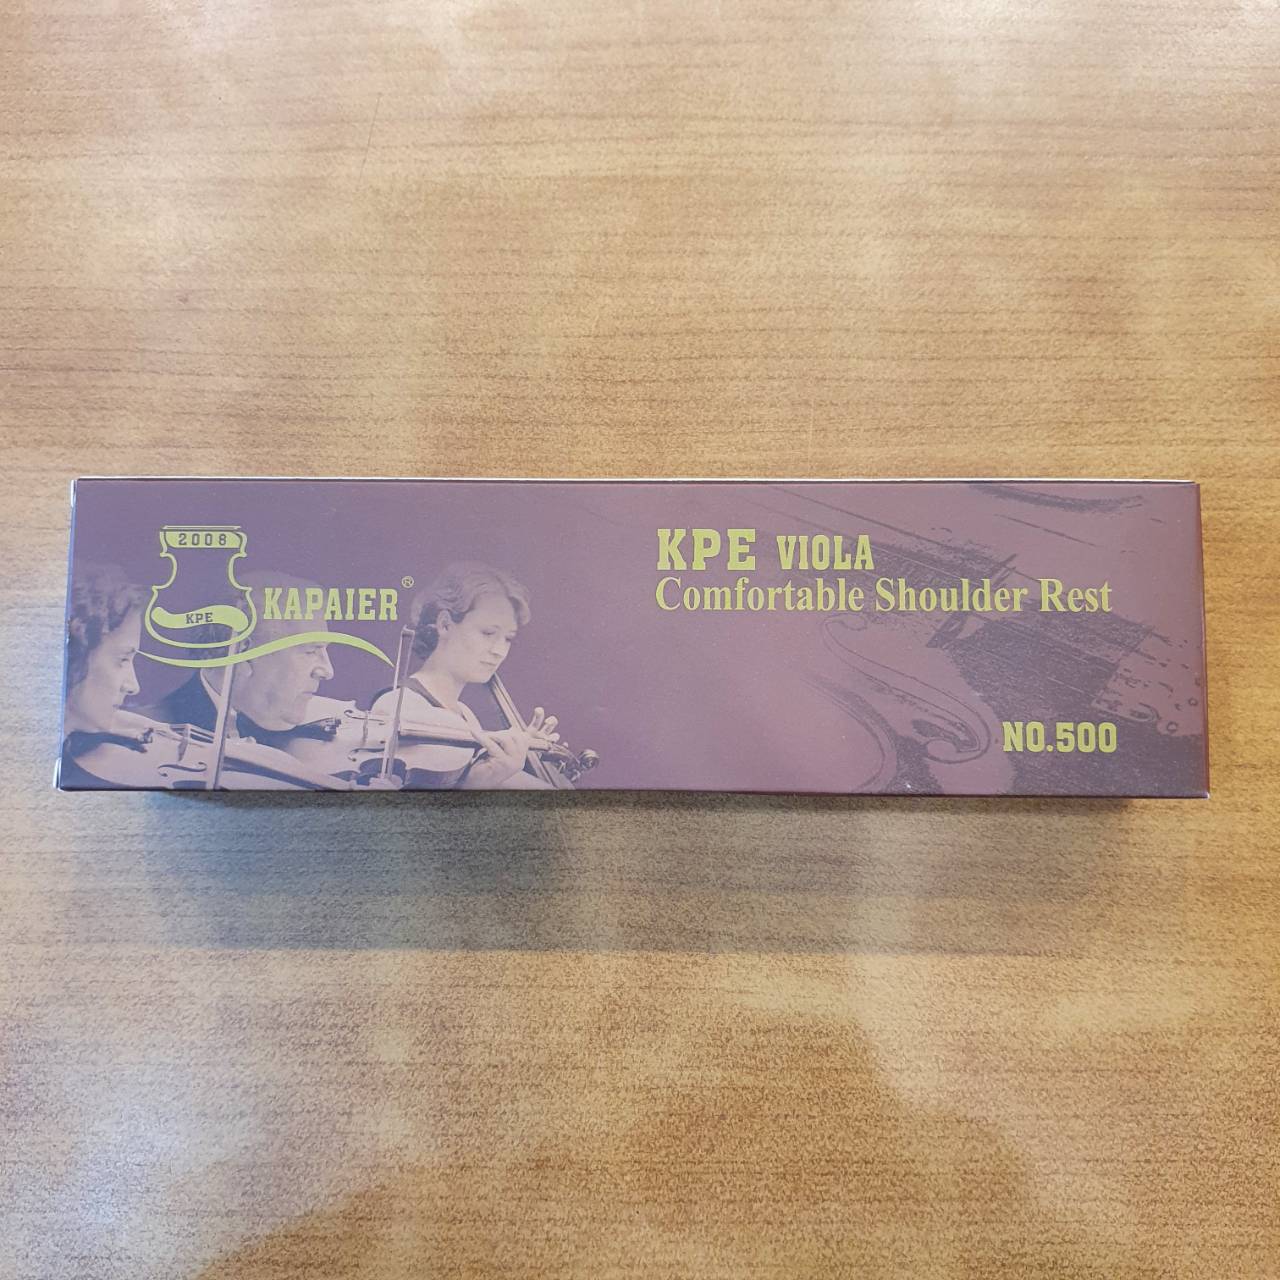 2008
KPE
KAPAIER®
KPE VIOLA
Comfortable Shoulder Rest
NO.500